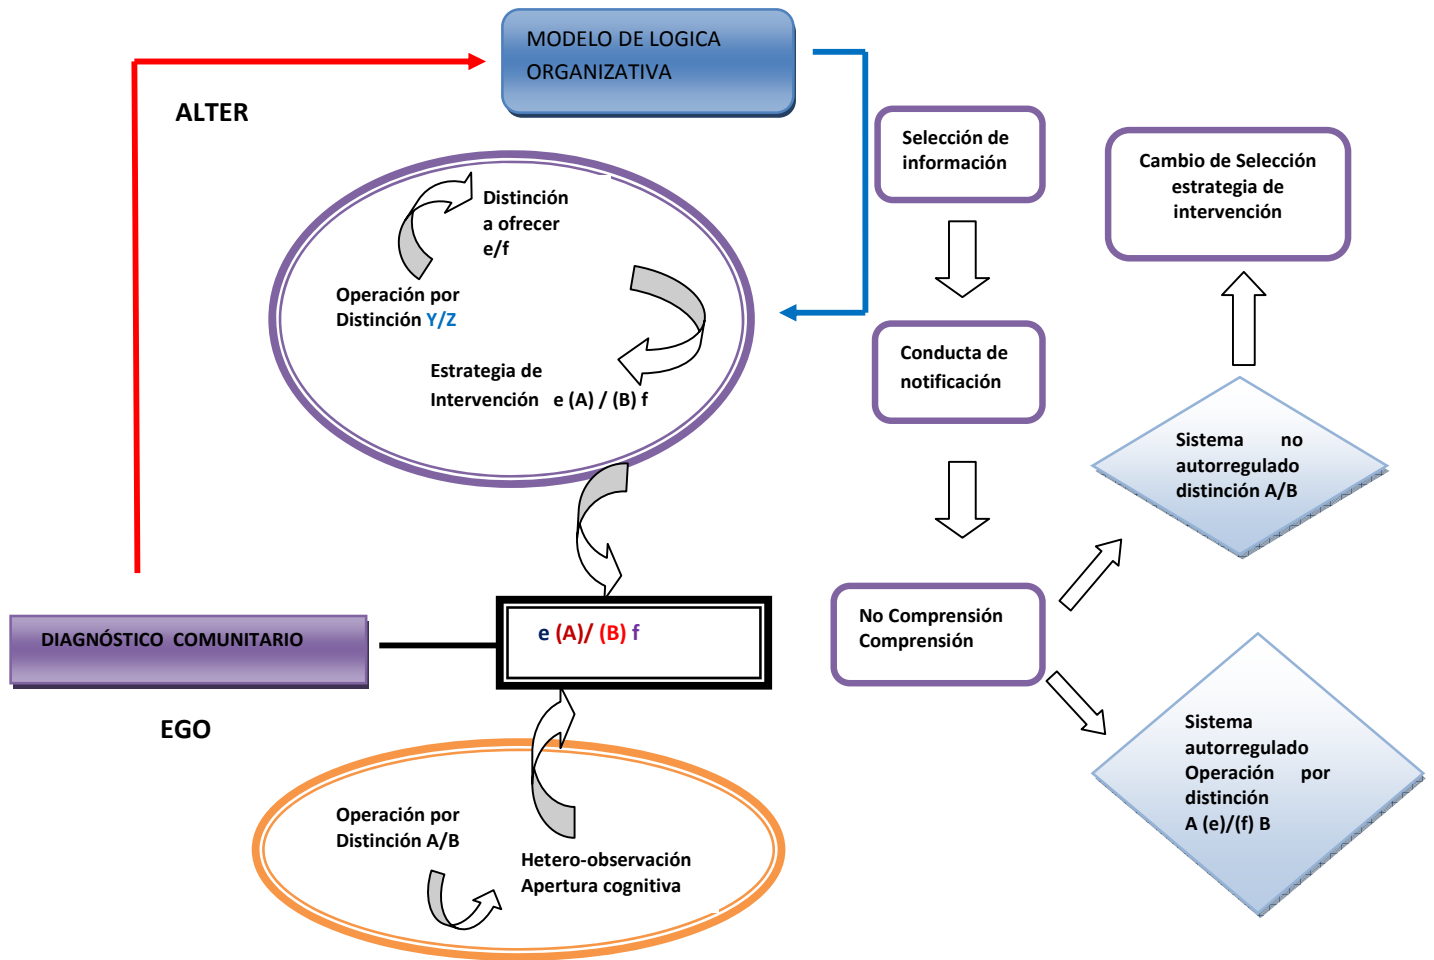 MODELO DE LOGICA
ORGANIZATIVA
ALTER
Distinción
a ofrecer
e/f
Operación por
Distinción Y/Z
Estrategia de
Intervención e (A) / (B) f
Selección de
información
Cambio de Selección
estrategia de
intervención
Conducta de
notificación
Sistema no
autorregulado
distinción A/B
No Comprensión
Comprensión
DIAGNÓSTICO COMUNITARIO
e (A)/ (B) f
EGO
Sistema
autorregulado
Operación por
distinción
A (e)/(f) B
Operación por
Distinción A/B
Hetero-observación
Apertura cognitiva